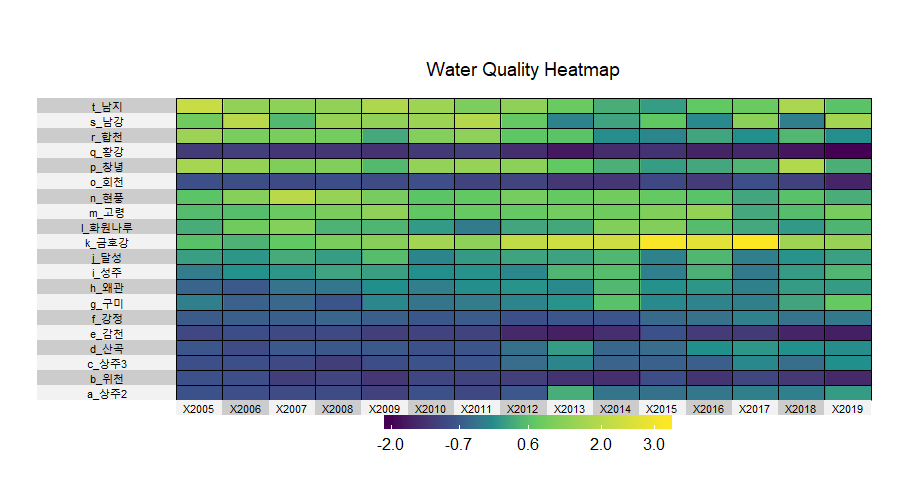 Water Quality Heatmap
t_남지
s_남강
r_합천
q_황강
p_창녕
o_회천
n_현풍
m_고령
l_화원나루
k_금호강
j_달성
i_성주
h_왜관
g_구미
f_강정
e_감천
d_산곡
c_상주3
b_위천
a_상주2
X2005 X2006 X2007 X2008 X2009 X2010 X2011 X2012 X2013 X2014 X2015 X2016 X2017 X2018 X2019
-2.0 -0.7 0.6 2.0 3.0